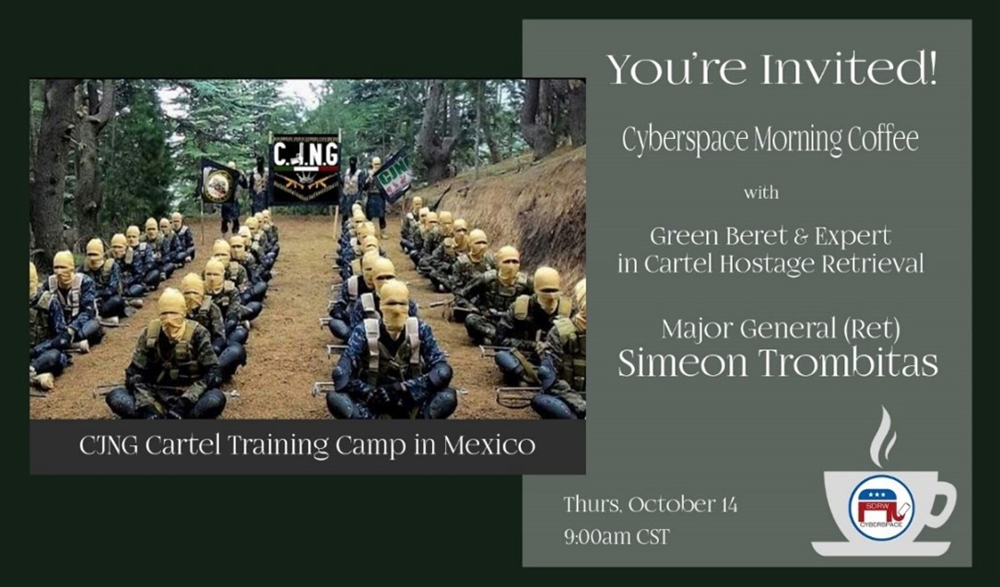 You're Invited!
Cyberspace Morning Coffee
with
Green Beret & Expert
in Cartel Hostage Retrieval
Major General (Ret)
Simeon Trombitas
C.J.N.G
CJN
CJNG Cartel Training Camp in Mexico
Thurs, October 14
9:00am CST
SDRW
CYBERSPACE